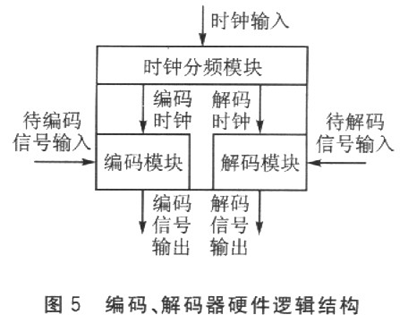 时钟输入
时钟分频模块
编码
时钟
解码
时钟
待编码
信号输入
待解码
信号输入
编码模块
解码模块
编码
信号
输出
解码
信号
输出
图 5 编码、解码器硬件逻辑结构